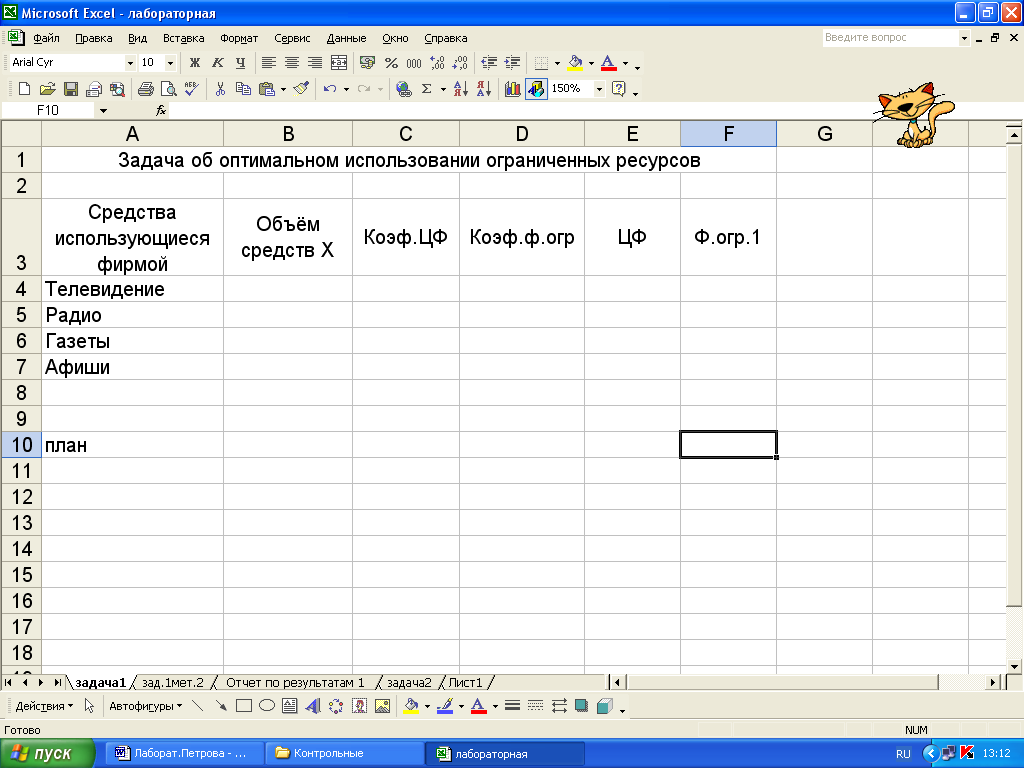 Microsoft Excel - лабораторная
Файл Правка Вид Вставка Формат Сервис Данные Окно Справка Введите вопрос
Arial Cyr 10 Ж К Ч % 000
150%
F10 fx
A B C D E F G
1 Задача об оптимальном использовании ограниченных ресурсов
2
3 Средства использующиеся фирмой Объём средств X Коэф.ЦФ Коэф.ф.огр ЦФ Ф.огр.1
4 Телевидение
5 Радио
6 Газеты
7 Афиши
8
9
10 план
11
12
13
14
15
16
17
18
задача1 зад.1мет.2 Отчет по результатам 1 задача2 Лист1
Действия Автофигуры
Готово NUM
пуск Лаборат.Петрова - ... Контрольные лабораторная RU 13:12